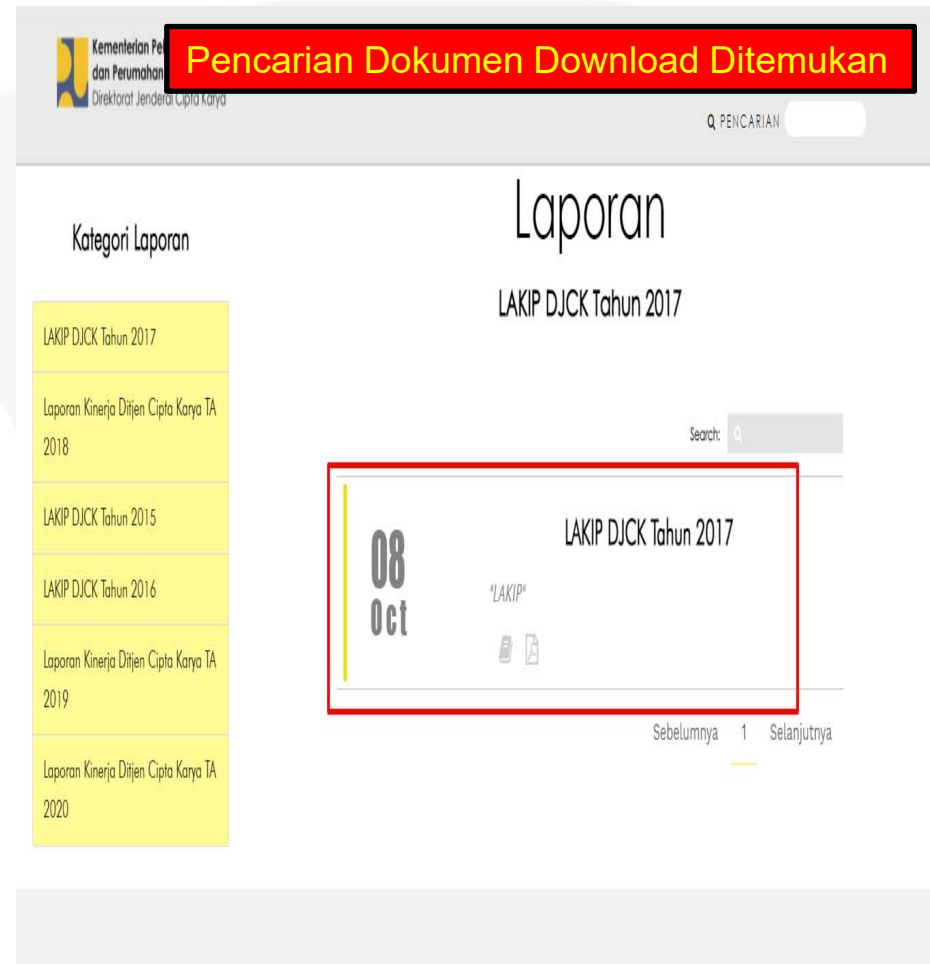 Kementerian
dan Perumahan
Direktorat Jenderal Cipta Karya
Pencarian Dokumen Download Ditemukan
PENCARIAN
Kategori Laporan
LAKIP DJCK Tahun 2017
Laporan Kinerja Ditjen Cipta Karya TA
2018
LAKIP DJCK Tahun 2015
LAKIP DJCK Tahun 2016
Laporan Kinerja Ditjen Cipta Karya TA
2019
Laporan Kinerja Ditjen Cipta Karya TA
2020
Laporan
LAKIP DJCK Tahun 2017
Search:
08
Oct
LAKIP DJCK Tahun 2017
"LAKIP"
Sebelumnya 1 Selanjutnya